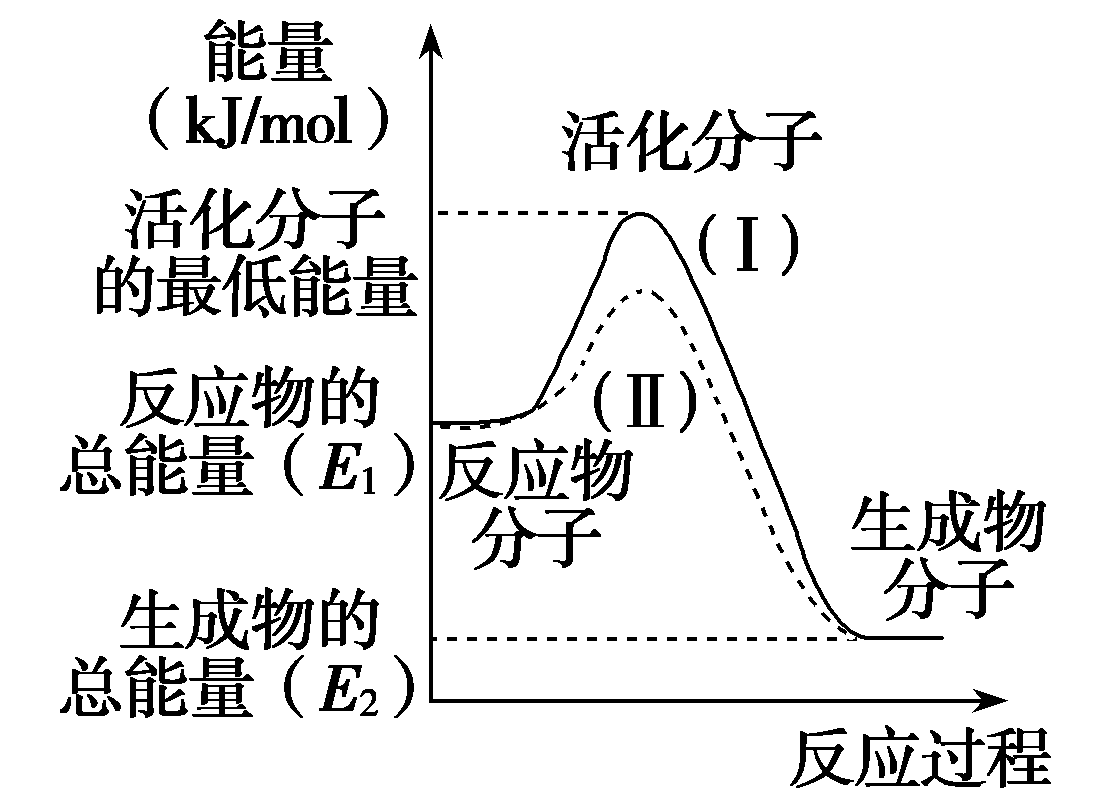 能量
（kJ/mol）
活化分子
活化分子
的最低能量
（Ⅰ）
反应物的
总能量（E1）
（Ⅱ）
反应物
分子
生成物
分子
生成物的
总能量（E2）
反应过程